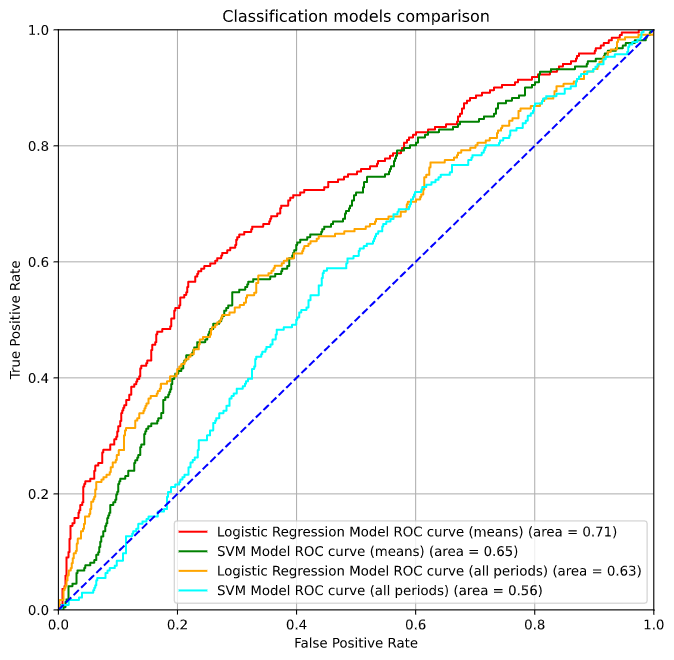 Classification models comparison
True Positive Rate
1.0
0.8
0.6
0.4
0.2
0.0
Logistic Regression Model ROC curve (means) (area = 0.71)
SVM Model ROC curve (means) (area = 0.65)
Logistic Regression Model ROC curve (all periods) (area = 0.63)
SVM Model ROC curve (all periods) (area = 0.56)
0.0 0.2 0.4 0.6 0.8 1.0
False Positive Rate